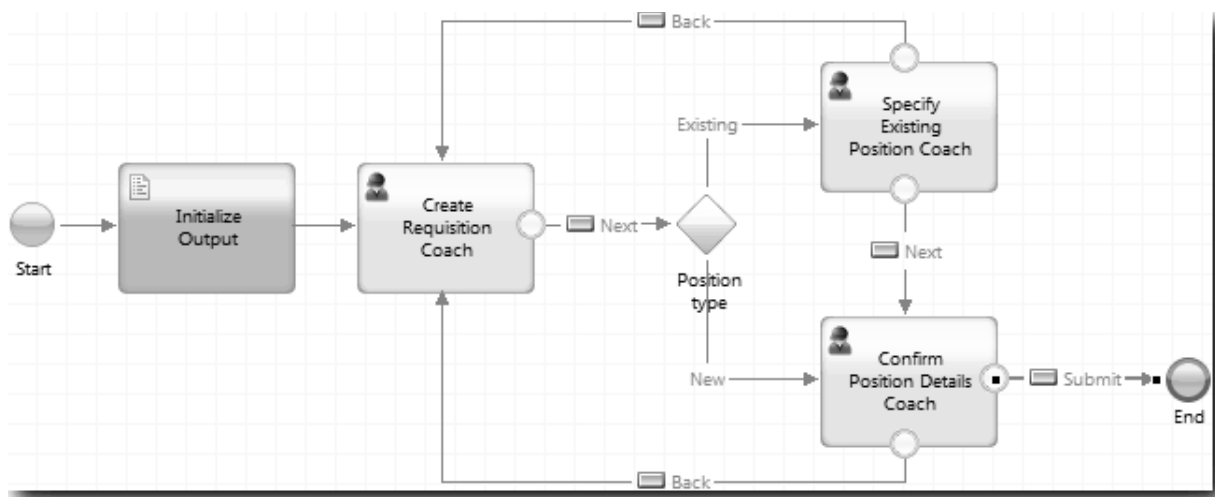 Back
Specify
Existing
Position Coach
Existing
Initialize
Output
Create
Requisition
Coach
Next
Start
Next
Position
type
Confirm
Position Details
Coach
New
Submit
End
Back